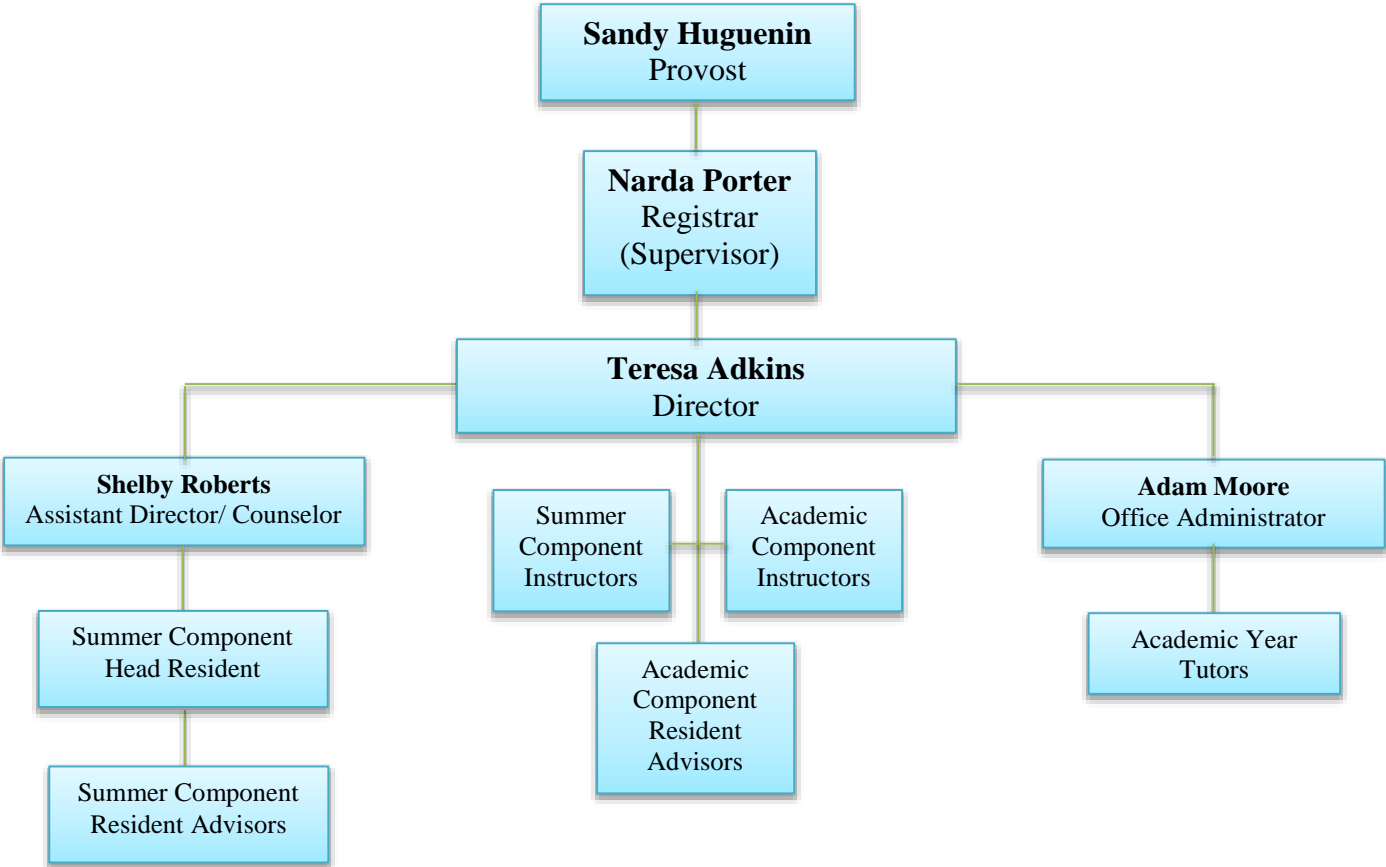 Sandy Huguenin
Provost
Narda Porter
Registrar
(Supervisor)
Teresa Adkins
Director
Shelby Roberts
Assistant Director/ Counselor
Summer
Component
Instructors
Academic
Component
Instructors
Adam Moore
Office Administrator
Summer Component
Head Resident
Academic
Component
Resident
Advisors
Academic Year
Tutors
Summer Component
Resident Advisors